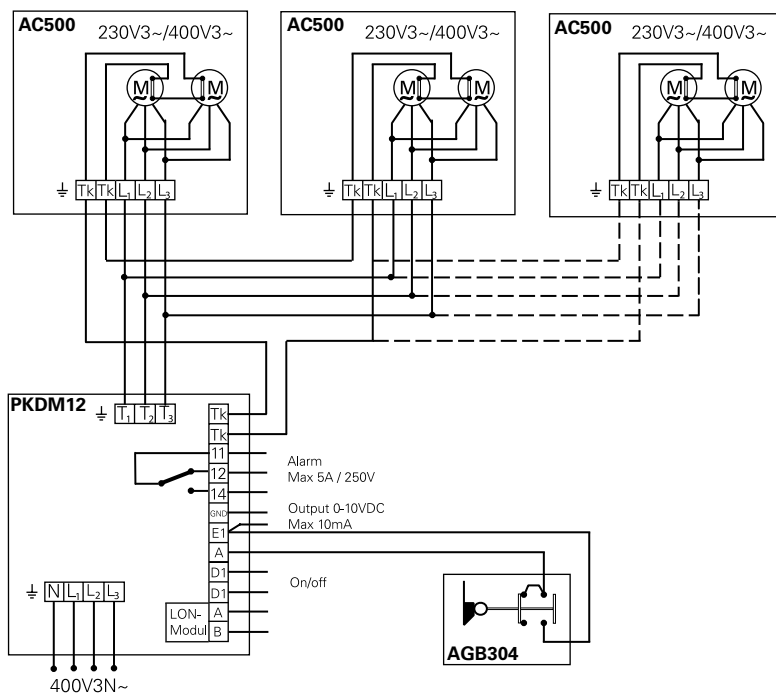 AC500 230V3~/400V3~
AC500 230V3~/400V3~
AC500 230V3~/400V3~
M M
M M
M M
Tk Tk L1 L2 L3
Tk Tk L1 L2 L3
Tk Tk L1 L2 L3
PKDM12
T1 T2 T3
Tk
Tk
11
12
14
GND
E1
A
D1
D1
A
B
Alarm
Max 5A / 250V
Output 0-10VDC
Max 10mA
On/off
LON-
Modul
N L1 L2 L3
400V3N~
AGB304